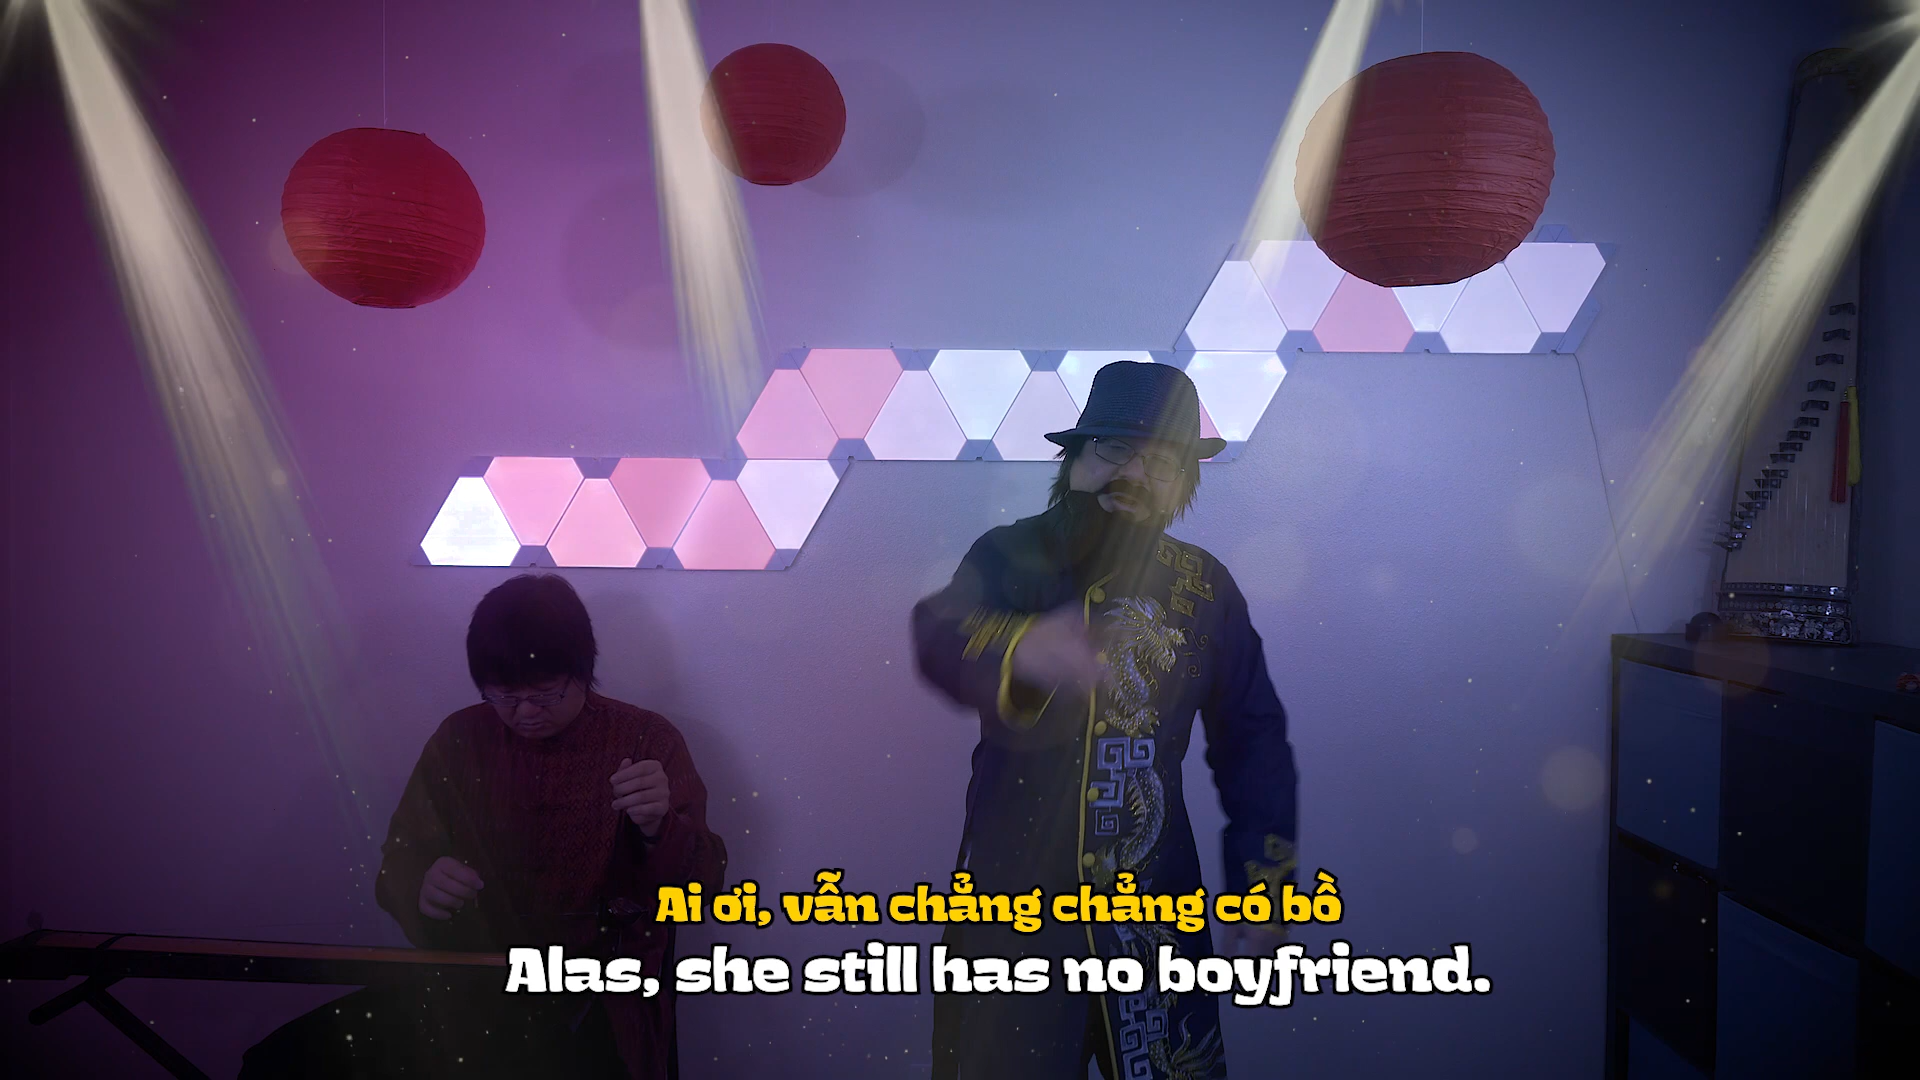 Ai ơi, vẫn chẳng chẳng có bồ
Alas, she still has no boyfriend.